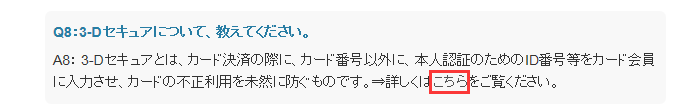 Q8：3-Dセキュアについて、教えてください。
A8： 3-Dセキュアとは、カード決済の際に、カード番号以外に、本人認証のためのID番号等をカード会員
に入力させ、カードの不正利用を未然に防ぐものです。⇒詳しくはこちらをご覧ください。